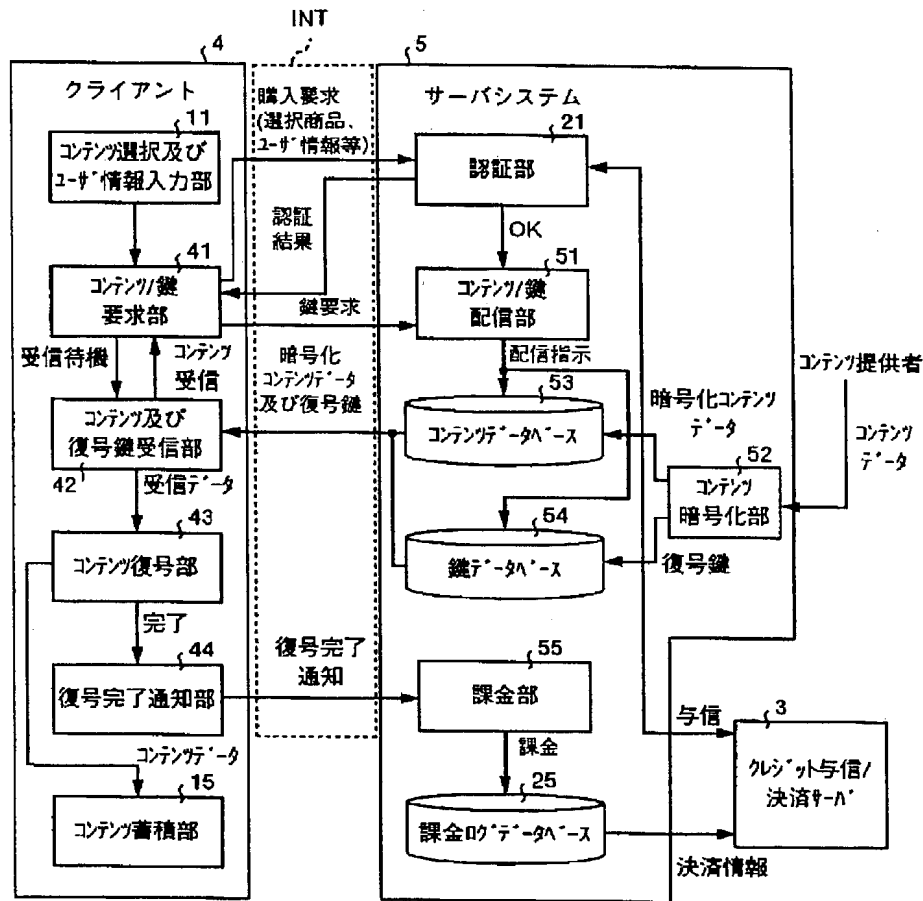 INT
4
5
クライアント
購入要求
(選択商品、
ユーザ情報等)
サーバシステム
11
コンテンツ選択及び
ユーザ情報入力部
21
認証部
認証
結果
OK
41
コンテンツ/鍵
要求部
鍵要求
51
コンテンツ/鍵
配信部
受信待機
コンテンツ
受信
暗号化
コンテンツデータ
及び復号鍵
配信指示
コンテンツ提供者
53
コンテンツデータベース
暗号化コンテンツ
データ
コンテンツ
データ
コンテンツ及び
復号鍵受信部
42
受信データ
52
コンテンツ
暗号化部
43
コンテンツ復号部
54
鍵データベース
復号鍵
完了
44
復号完了通知部
復号完了
通知
55
課金部
与信
3
クレジット与信/
決済サーバ
コンテンツデータ
課金
15
コンテンツ蓄積部
25
課金ログデータベース
決済情報